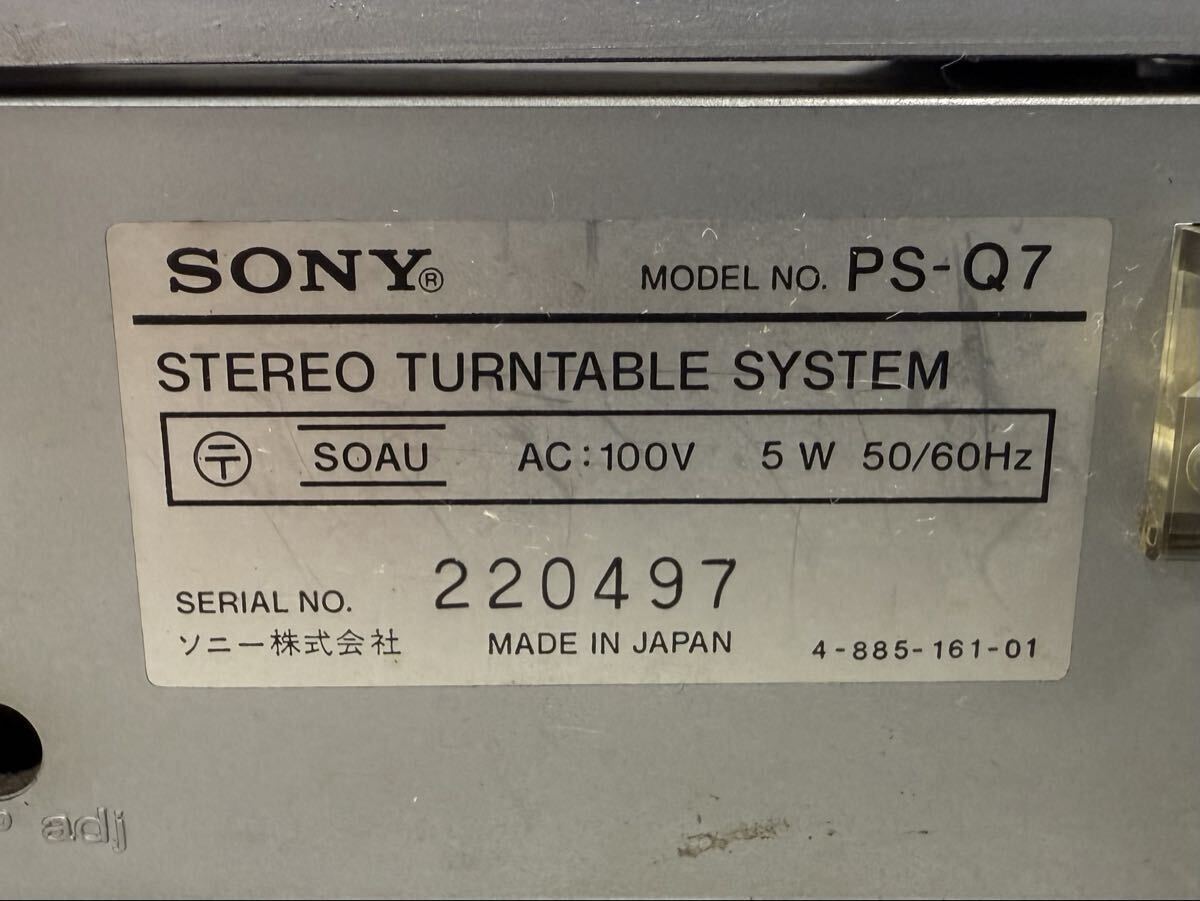 SONY®
MODEL NO. PS-Q7
STEREO TURNTABLE SYSTEM
〒 SOAU AC:100V 5 W 50/60Hz
SERIAL NO. 220497
ソニー株式会社 MADE IN JAPAN 4-885-161-01
adj